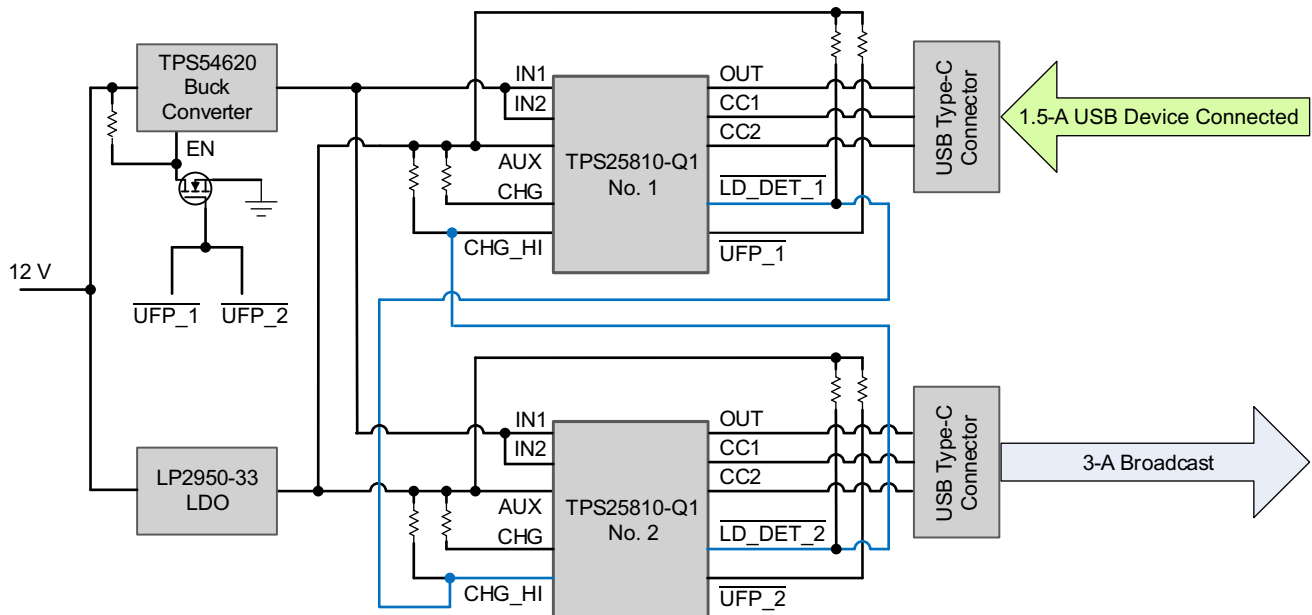 TPS54620
Buck
Converter
EN
12 V
UFP_1
UFP_2
LP2950-33
LDO
IN1
IN2
AUX
CHG
CHG_HI
TPS25810-Q1
No. 1
OUT
CC1
CC2
LD_DET_1
UFP_1
USB Type-C
Connector
1.5-A USB Device Connected
IN1
IN2
AUX
CHG
CHG_HI
TPS25810-Q1
No. 2
OUT
CC1
CC2
LD_DET_2
UFP_2
USB Type-C
Connector
3-A Broadcast